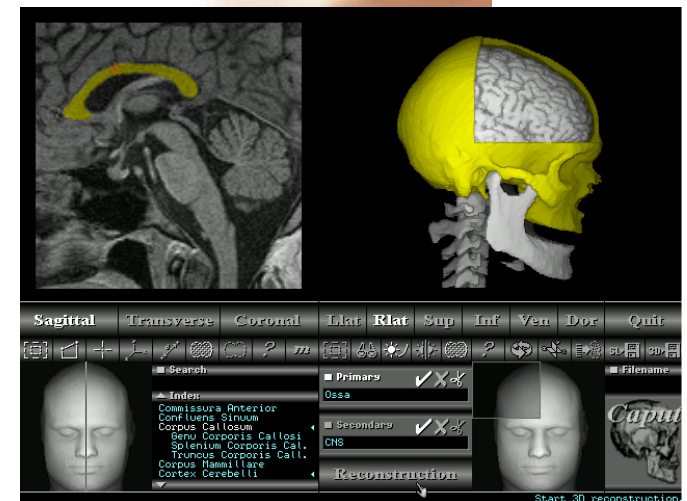 Sagittal Transverse Coronal Llat Rlat Sup Inf Ven Dor Quit
? m ? 2D- 3D-
Search
Index
Commissura Anterior
Confluens Sinuum
Corpus Callosum
Genu Corporis Callosi
Splenium Corporis Cal.
Truncus Corporis Call.
Corpus Mammillare
Cortex Cerebelli
Primary
Ossa
Secondary
CNS
Reconstruction
Filename
Caput
Start 3D reconstruction